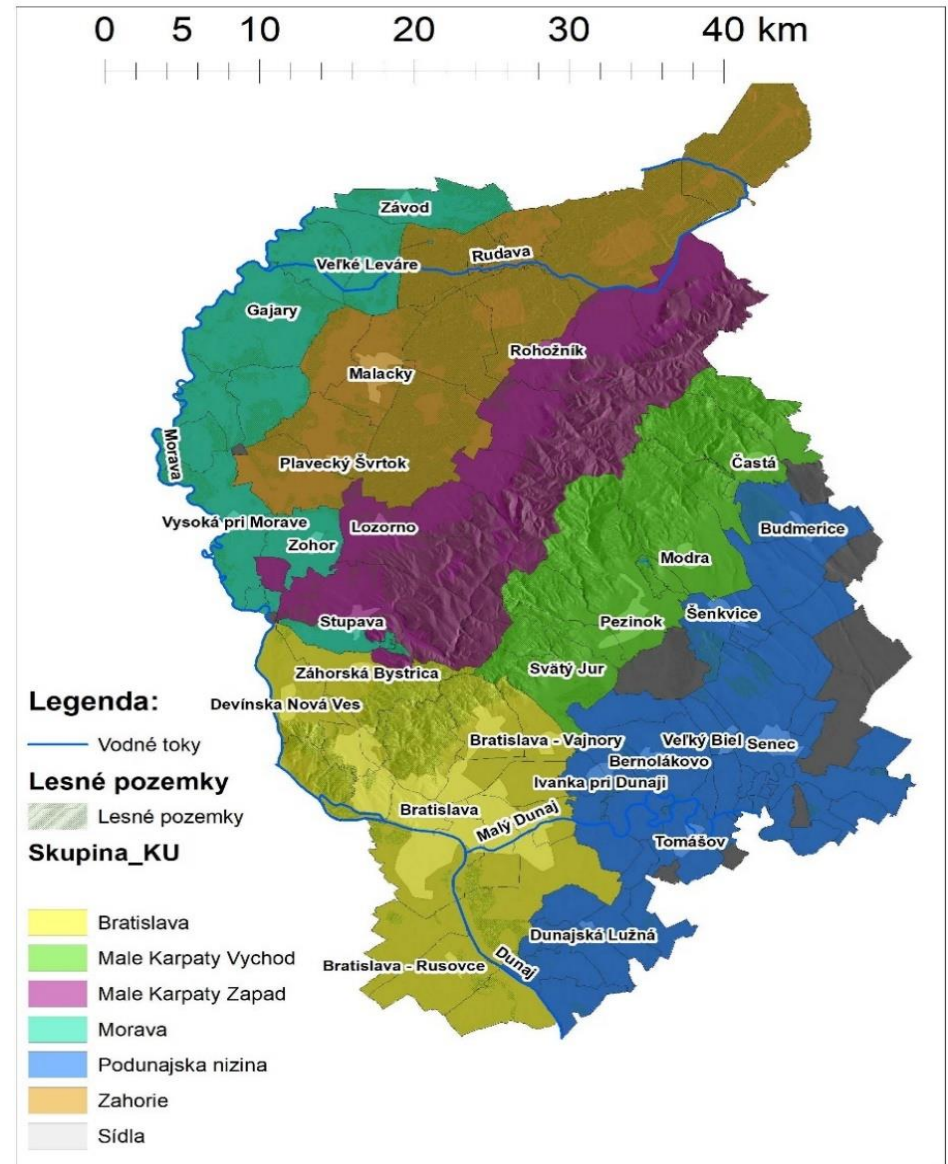 0 5 10 20 30 40 km
Závod
Rudava
Veľké Leváre
Gajary
Rohožník
Malacky
Morava
Plavecký Švrtok
Častá
Vysoká pri Morave
Lozorno
Budmerice
Zohor
Modra
Stupava
Pezinok
Šenkvice
Svätý Jur
Záhorská Bystrica
Devínska Nová Ves
Bratislava - Vajnory
Veľký Biel
Senec
Bernolákovo
Ivanka pri Dunaji
Bratislava
Malý Dunaj
Tomášov
Dunajská Lužná
Bratislava - Rusovce
Dunaj
Legenda:
Vodné toky
Lesné pozemky
Lesné pozemky
Skupina_KU
Bratislava
Male Karpaty Vychod
Male Karpaty Zapad
Morava
Podunajska nizina
Zahorie
Sídla